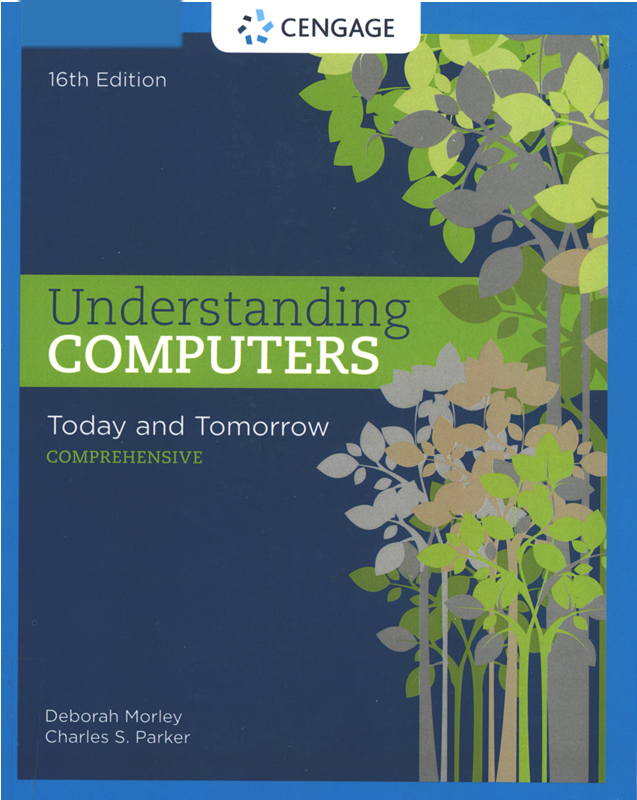 CENGAGE
16th Edition
Understanding
COMPUTERS
Today and Tomorrow
COMPREHENSIVE
Deborah Morley
Charles S. Parker